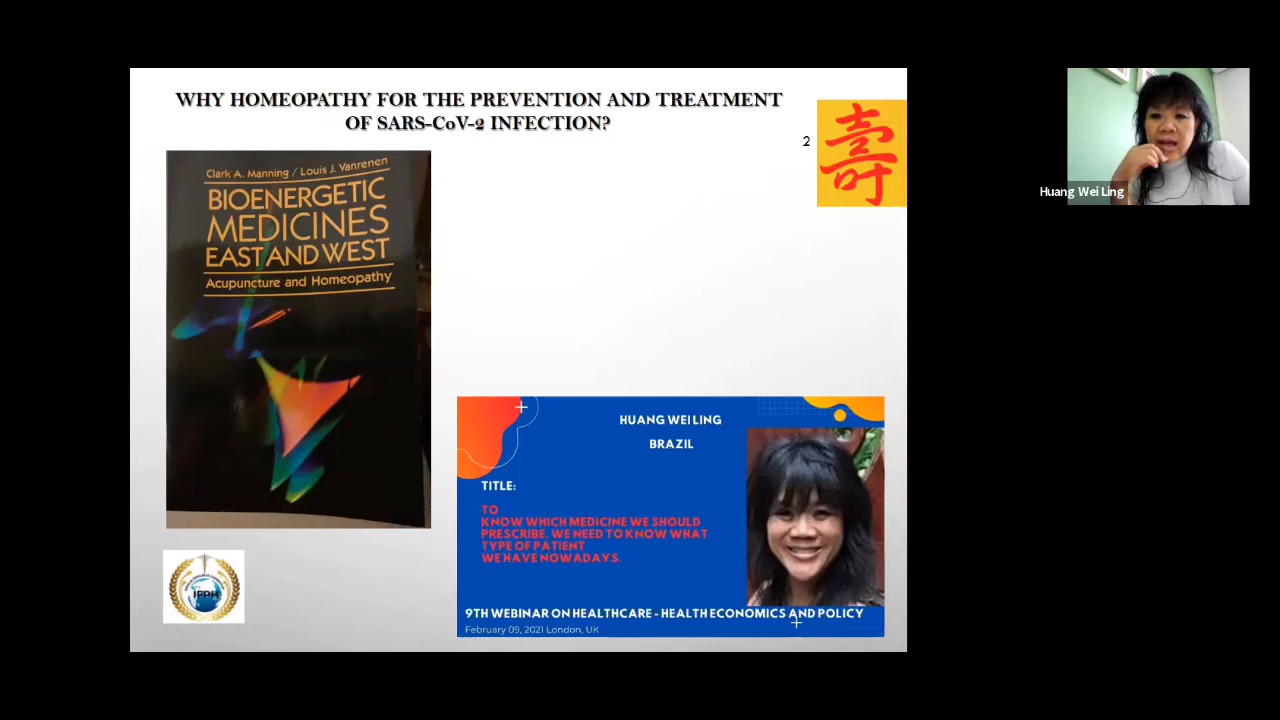 WHY HOMEOPATHY FOR THE PREVENTION AND TREATMENT
OF SARS-CoV-2 INFECTION?
2
壽
Clark A. Manning / Louis J. Vanrenen
BIOENERGETIC
MEDICINES
EAST AND WEST
Acupuncture and Homeopathy
HUANG WEI LING
BRAZIL
TITLE:
TO
KNOW WHICH MEDICINE WE SHOULD
PRESCRIBE, WE NEED TO KNOW WHAT
TYPE OF PATIENT
WE HAVE NOWADAYS.
9TH WEBINAR ON HEALTHCARE - HEALTH ECONOMICS AND POLICY
February 09, 2021 London, UK
IFPH
Huang Wei Ling